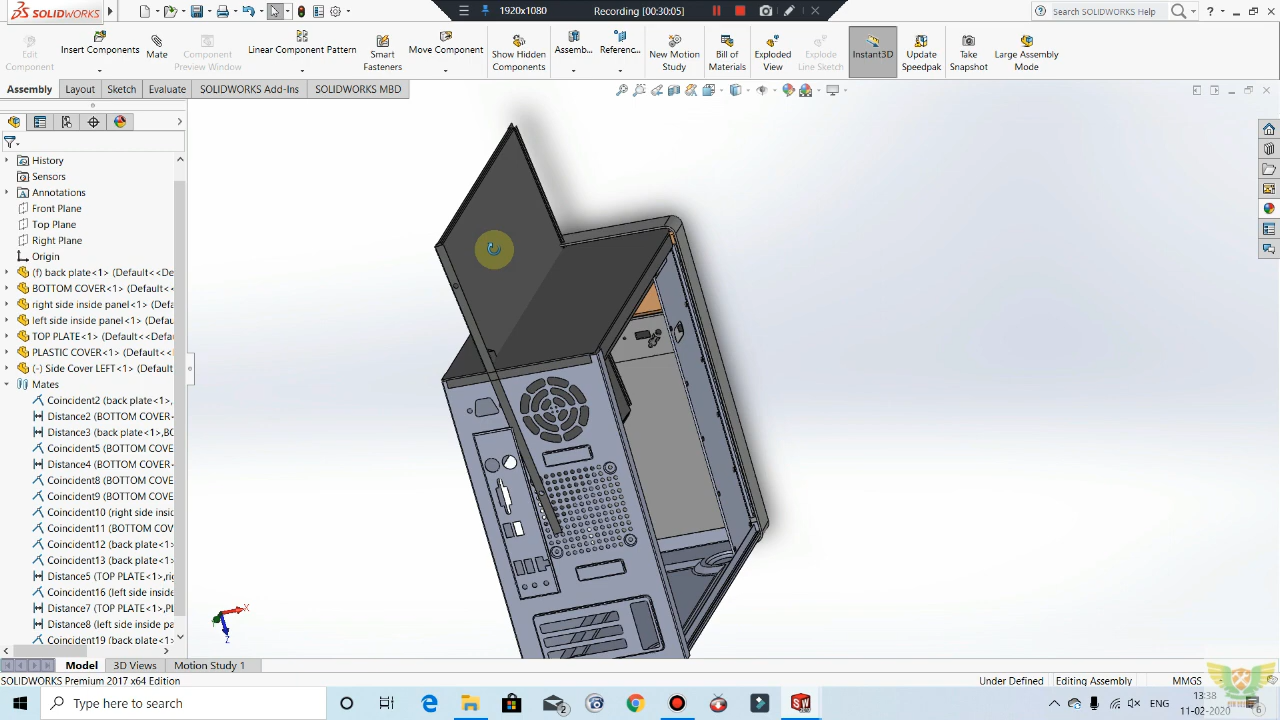 SOLIDWORKS
1920x1080
Recording [00:30:05]
Search SOLIDWORKS Help
Edit Component
Insert Components
Mate
Component Preview Window
Linear Component Pattern
Smart Fasteners
Move Component
Show Hidden Components
Assemb...
Referenc...
New Motion Study
Bill of Materials
Exploded View
Explode Line Sketch
Instant3D
Update Speedpak
Take Snapshot
Large Assembly Mode
Assembly
Layout
Sketch
Evaluate
SOLIDWORKS Add-Ins
SOLIDWORKS MBD
History
Sensors
Annotations
Front Plane
Top Plane
Right Plane
Origin
(f) back plate<1> (Default<<De
BOTTOM COVER<1> (Default<
right side inside panel<1> (Defa
left side inside panel<1> (Defau
TOP PLATE<1> (Default<<Defa
PLASTIC COVER<1> (Default<<
(-) Side Cover LEFT<1> (Default
Mates
Coincident2 (back plate<1>,
Distance2 (BOTTOM COVER<
Distance3 (back plate<1>,BO
Coincident5 (BOTTOM COVE
Distance4 (BOTTOM COVER<
Coincident8 (BOTTOM COVE
Coincident9 (BOTTOM COVE
Coincident10 (right side insi
Coincident11 (BOTTOM COV
Coincident12 (back plate<1>
Coincident13 (back plate<1>
Distance5 (TOP PLATE<1>,rig
Coincident16 (left side inside
Distance7 (TOP PLATE<1>,PL
Distance8 (left side inside pa
Coincident19 (back plate<1>
X
Y
Z
Model
3D Views
Motion Study 1
SOLIDWORKS Premium 2017 x64 Edition
Under Defined
Editing Assembly
MMGS
Type here to search
2
SW
ENG
13:38
11-02-2020
6